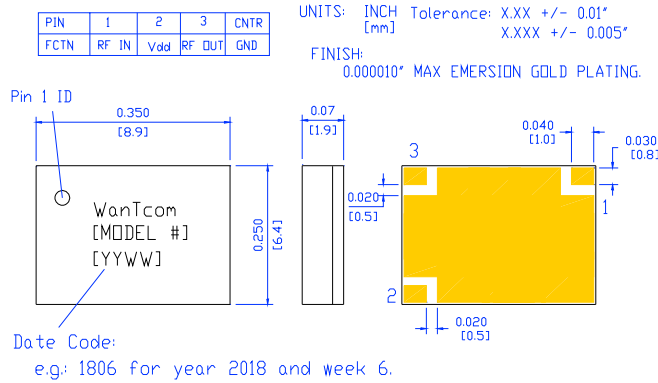 UNITS: INCH Tolerance: X.XX +/- 0.01"
[mm] X.XXX +/- 0.005"
PIN 1 2 3 CNTR
FCTN RF IN Vdd RF OUT GND
FINISH:
0.000010" MAX EMERSION GOLD PLATING.
Pin 1 ID
0.350
[8.9]
0.07
[1.9]
0.040
[1.0]
0.030
[0.8]
3
0.020
[0.5]
1
WanTcom
[MODEL #]
[YYWW]
0.250
[6.4]
2
0.020
[0.5]
Date Code:
e.g.: 1806 for year 2018 and week 6.